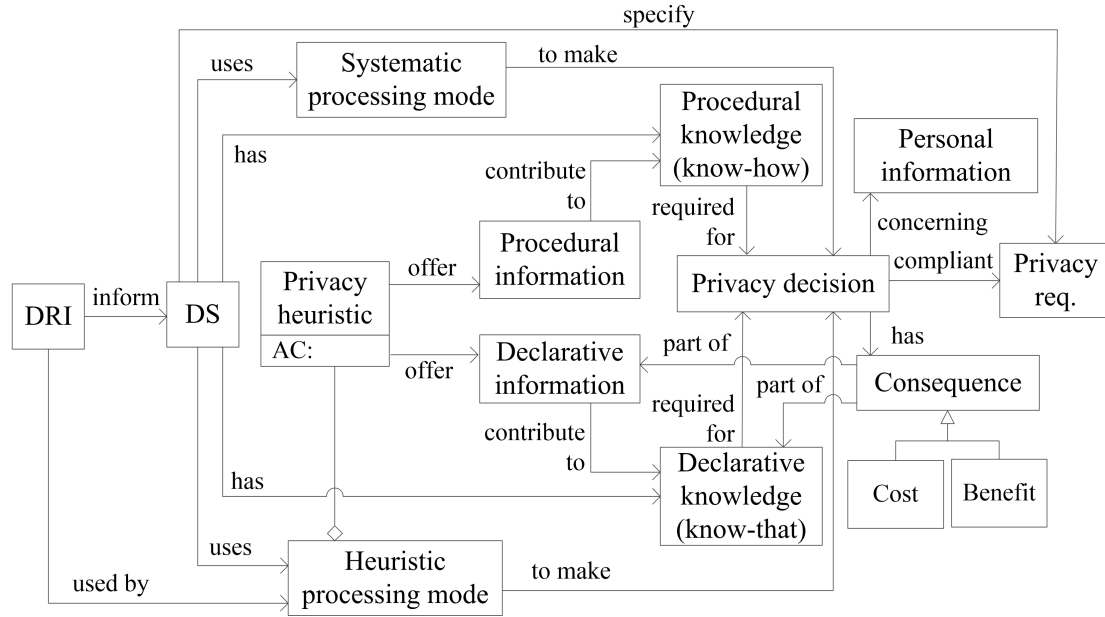 specify
uses
Systematic
processing mode
to make
has
Procedural
knowledge
(know-how)
Personal
information
contribute
to
required
for
concerning
Procedural
information
offer
Privacy
heuristic
AC:
DRI
inform
DS
Privacy decision
compliant
Privacy
req.
offer
Declarative
information
part of
has
Consequence
part of
contribute
to
required
for
Declarative
knowledge
(know-that)
Cost
Benefit
has
uses
used by
Heuristic
processing mode
to make